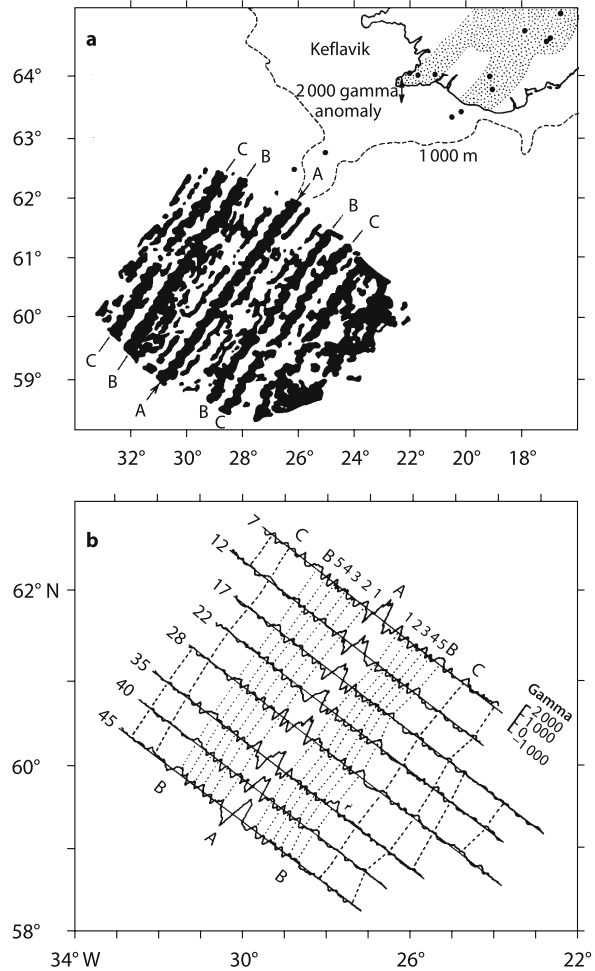 a
Keflavik
64°
2 000 gamma
anomaly
63°
1 000 m
C
B
A
62°
B
C
61°
60°
C
59°
B
A
B
C
32°
30°
28°
26°
24°
22°
20°
18°
b
7
C
B 5 4 3 2 1 A
12
62° N
1 2 3 4 5 B
17
C
22
28
35
Gamma
2 000
1 000
0
–1 000
40
60°
45
B
A
B
58°
34° W
30°
26°
22°